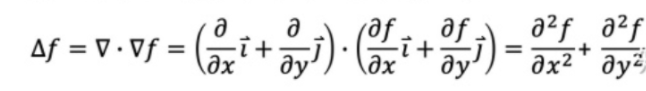 Δf = ∇ · ∇f = (∂/∂x i⃗ + ∂/∂y j⃗) · (∂f/∂x i⃗ + ∂f/∂y j⃗) = ∂²f/∂x² + ∂²f/∂y²